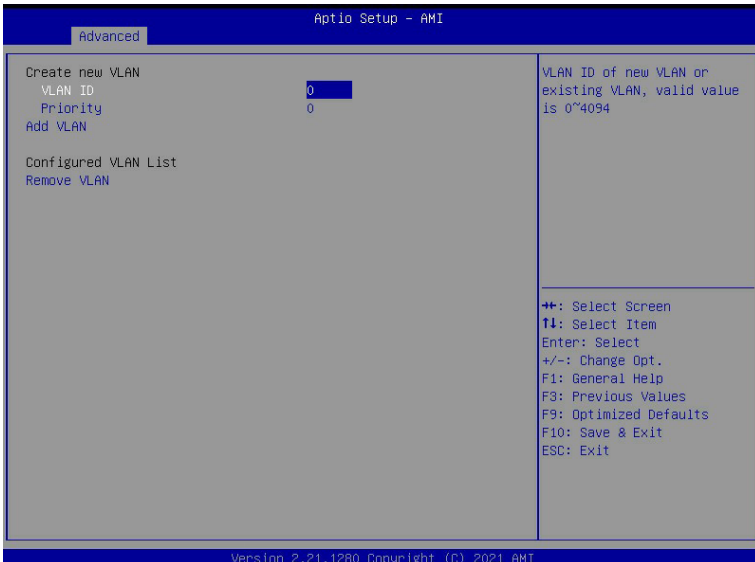 Aptio Setup – AMI
Advanced
Create new VLAN
VLAN ID 0
Priority 0
Add VLAN
Configured VLAN List
Remove VLAN
VLAN ID of new VLAN or
existing VLAN, valid value
is 0~4094
→←: Select Screen
↑↓: Select Item
Enter: Select
+/-: Change Opt.
F1: General Help
F3: Previous Values
F9: Optimized Defaults
F10: Save & Exit
ESC: Exit
Version 2.21.1280 Copyright (C) 2021 AMI